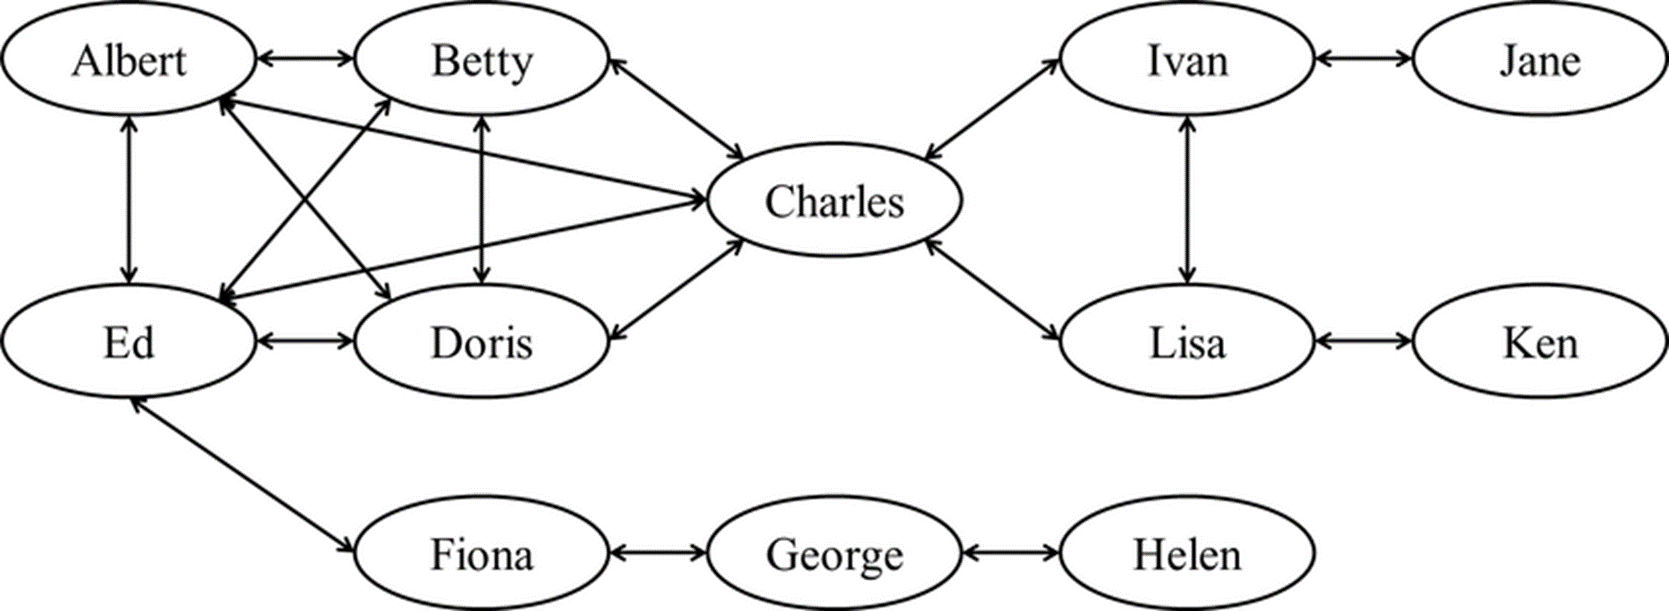 Albert
Betty
Ivan
Jane
Charles
Ed
Doris
Lisa
Ken
Fiona
George
Helen